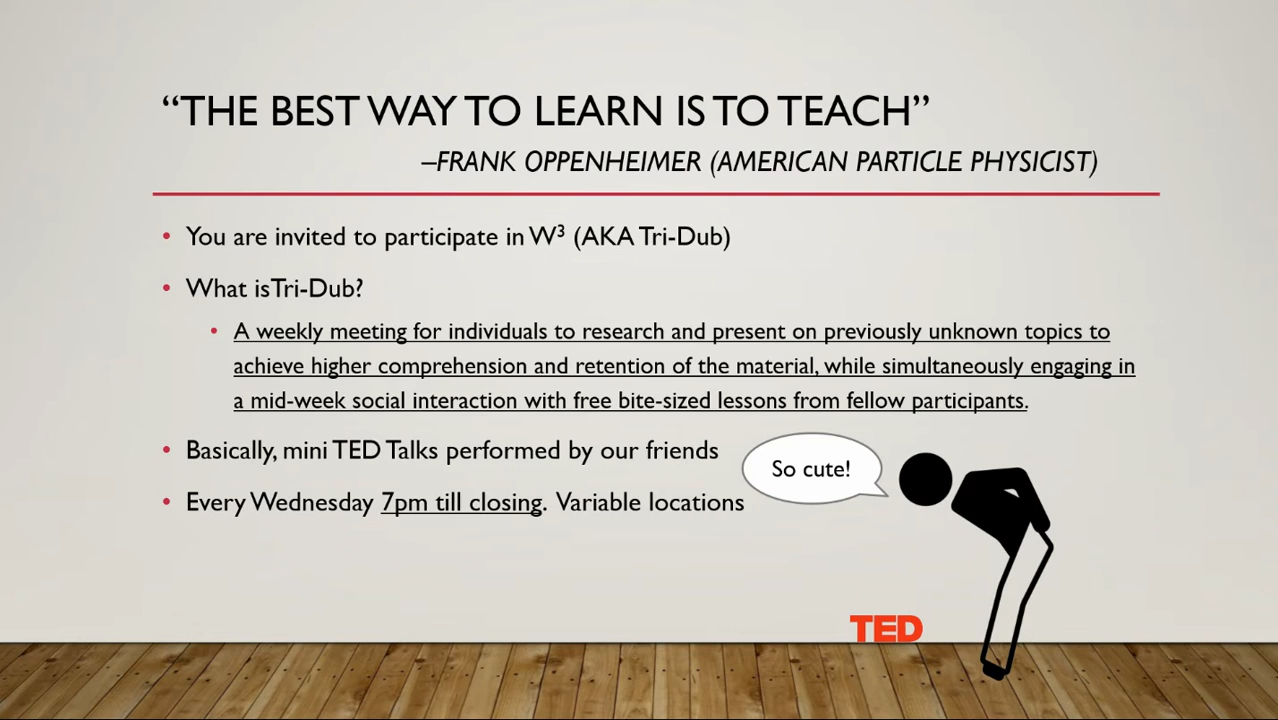 “THE BEST WAY TO LEARN IS TO TEACH”
–FRANK OPPENHEIMER (AMERICAN PARTICLE PHYSICIST)
• You are invited to participate in W³ (AKA Tri-Dub)
• What isTri-Dub?
• A weekly meeting for individuals to research and present on previously unknown topics to
achieve higher comprehension and retention of the material, while simultaneously engaging in
a mid-week social interaction with free bite-sized lessons from fellow participants.
• Basically, mini TED Talks performed by our friends
So cute!
• Every Wednesday 7pm till closing. Variable locations
TED